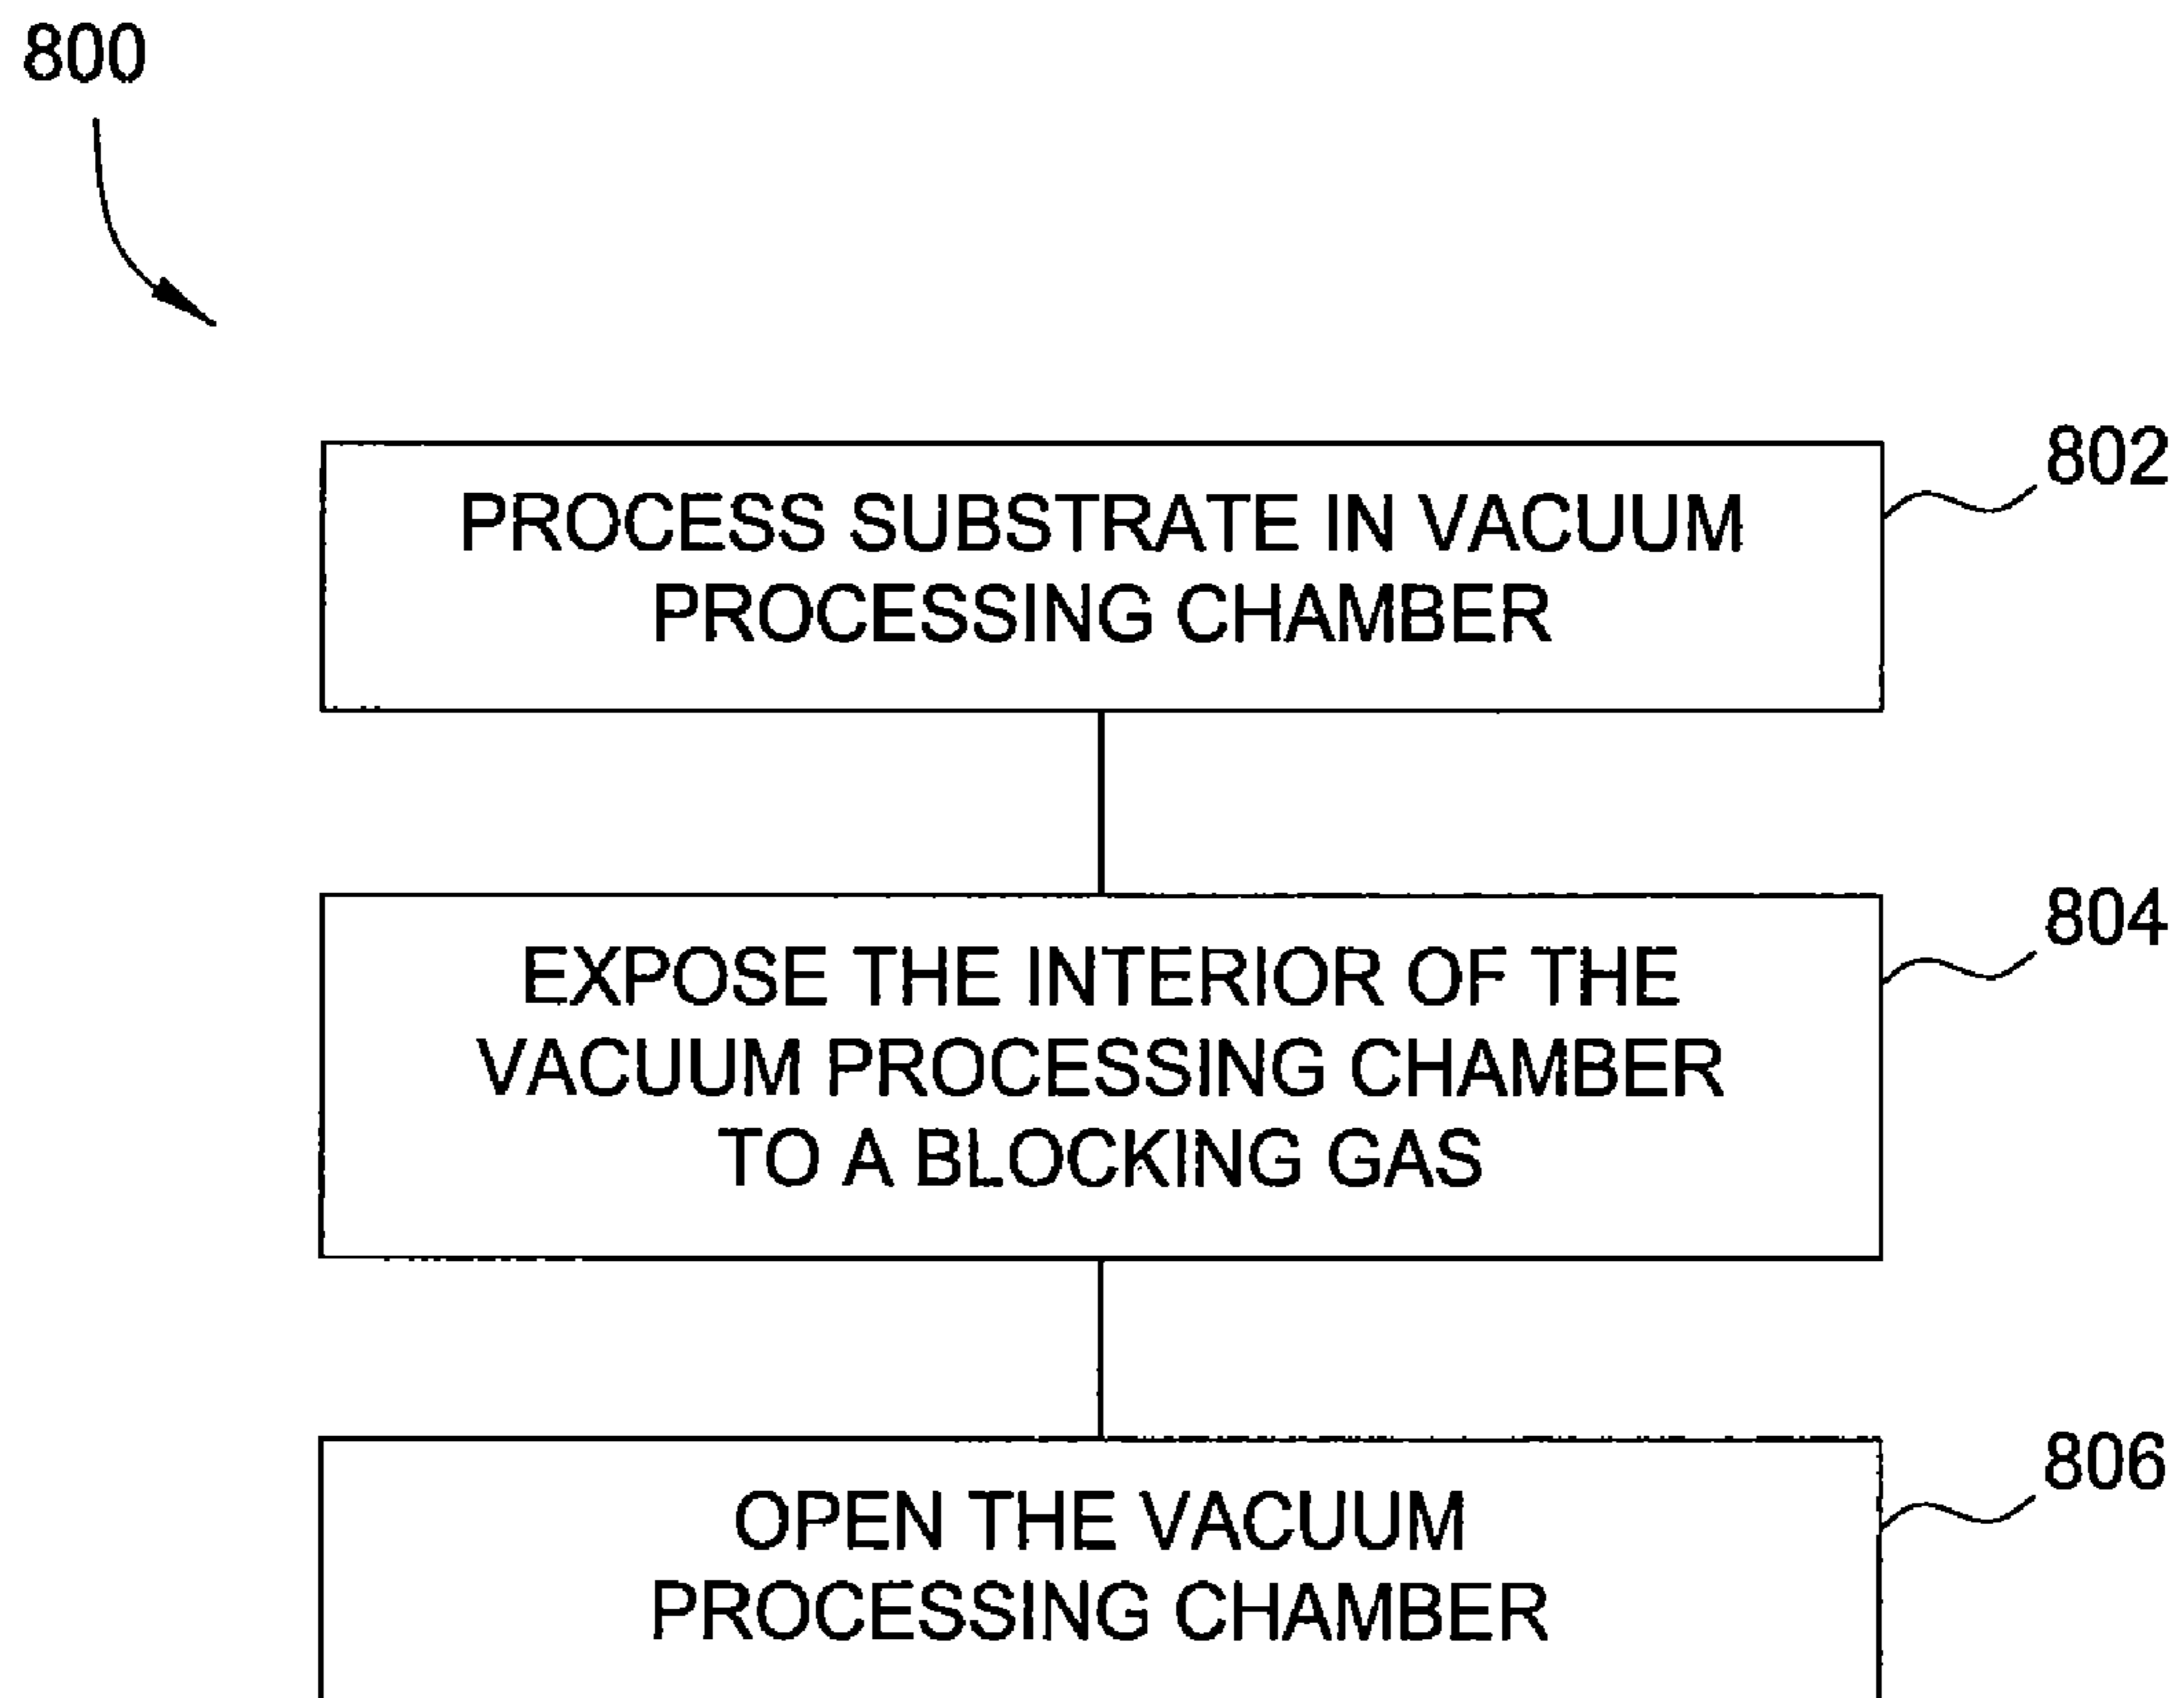 800
802
PROCESS SUBSTRATE IN VACUUM
PROCESSING CHAMBER
804
EXPOSE THE INTERIOR OF THE
VACUUM PROCESSING CHAMBER
TO A BLOCKING GAS
806
OPEN THE VACUUM
PROCESSING CHAMBER